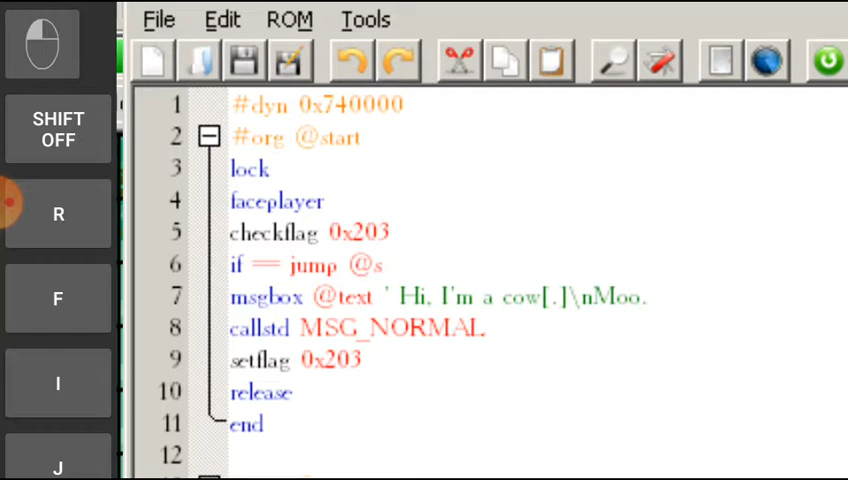 File Edit ROM Tools
SHIFT
OFF
R
F
I
J
1 #dyn 0x740000
2 #org @start
3 lock
4 faceplayer
5 checkflag 0x203
6 if == jump @s
7 msgbox @text ' Hi, I'm a cow[.]\nMoo.
8 callstd MSG_NORMAL
9 setflag 0x203
10 release
11 end
12